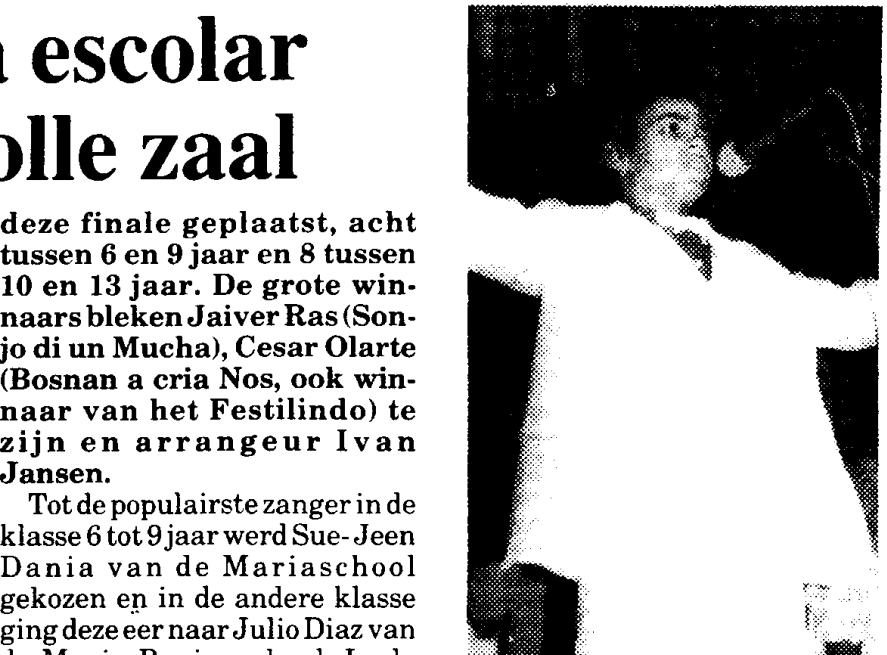 escolar
olle zaal
deze finale geplaatst, acht
tussen 6 en 9 jaar en 8 tussen
10 en 13 jaar. De grote win-
naars bleken Jaiver Ras (Son-
jo di un Mucha), Cesar Olarte
(Bosnan a cria Nos, ook win-
naar van het Festilindo) te
zijn en arrangeur Ivan
Jansen.
Tot de populairste zanger in de
klasse 6 tot 9 jaar werd Sue-Jeen
Dania van de Mariaschool
gekozen en in de andere klasse
ging deze eer naar Julio Diaz van